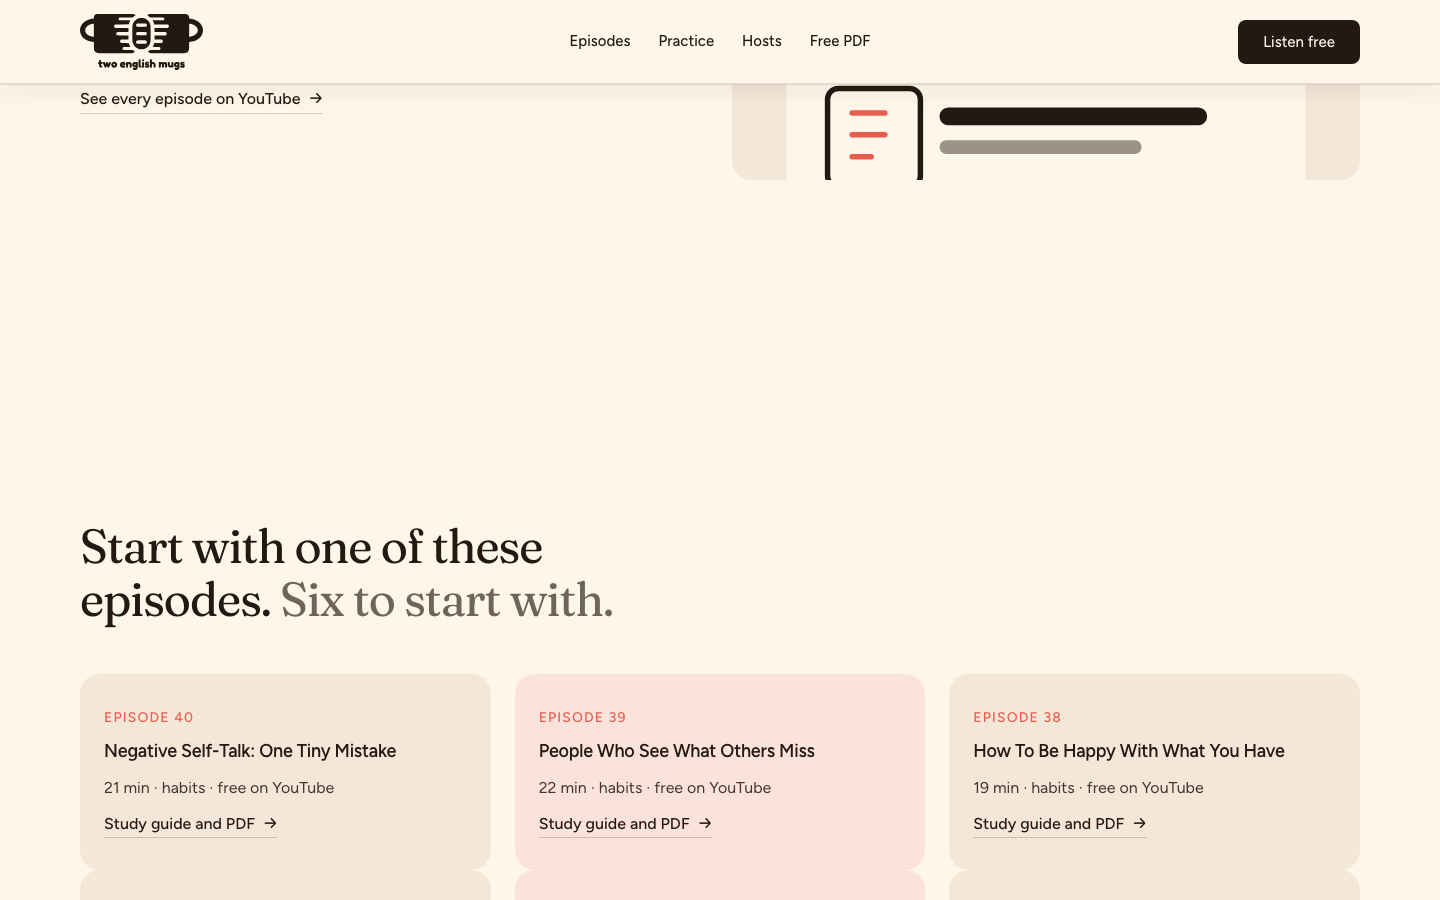 two english mugs
Episodes
Practice
Hosts
Free PDF
Listen free
See every episode on YouTube →
Start with one of these
episodes. Six to start with.
EPISODE 40
Negative Self-Talk: One Tiny Mistake
21 min · habits · free on YouTube
Study guide and PDF →
EPISODE 39
People Who See What Others Miss
22 min · habits · free on YouTube
Study guide and PDF →
EPISODE 38
How To Be Happy With What You Have
19 min · habits · free on YouTube
Study guide and PDF →